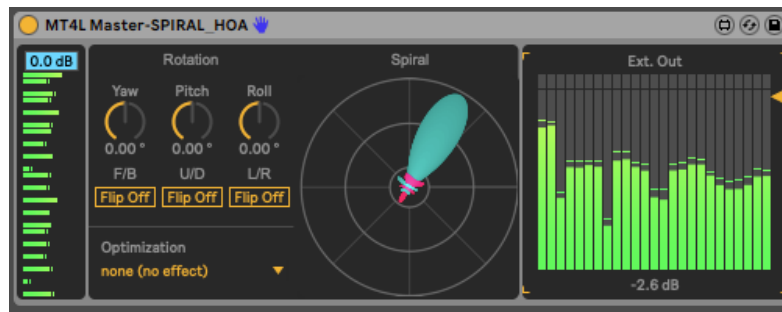 MT4L Master-SPIRAL_HOA
0.0 dB
Rotation
Spiral
Ext. Out
Yaw Pitch Roll
0.00 ° 0.00 ° 0.00 °
F/B U/D L/R
Flip Off Flip Off Flip Off
Optimization
none (no effect)
-2.6 dB